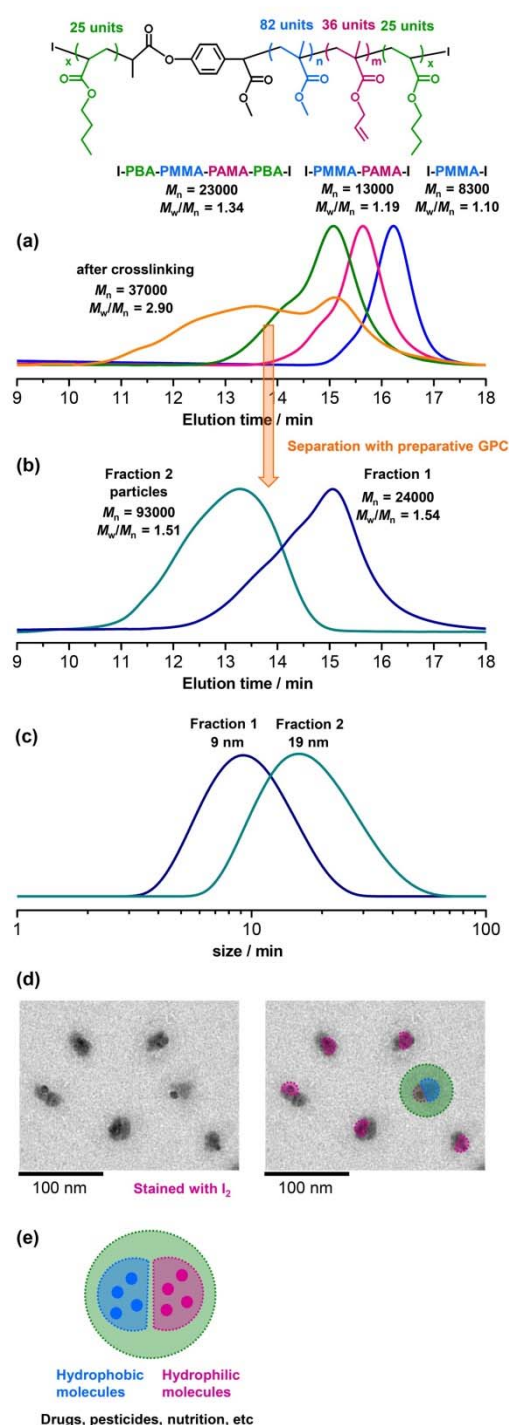 25 units
82 units
36 units
25 units
I
x
O
O
O
O
O
O
O
n
O
O
m
O
O
x
O
O
I
I-PBA-PMMA-PAMA-PBA-I
Mn = 23000
Mw/Mn = 1.34
I-PMMA-PAMA-I
Mn = 13000
Mw/Mn = 1.19
I-PMMA-I
Mn = 8300
Mw/Mn = 1.10
(a)
after crosslinking
Mn = 37000
Mw/Mn = 2.90
9 10 11 12 13 14 15 16 17 18
Elution time / min
Separation with preparative GPC
(b)
Fraction 2
particles
Mn = 93000
Mw/Mn = 1.51
Fraction 1
Mn = 24000
Mw/Mn = 1.54
9 10 11 12 13 14 15 16 17 18
Elution time / min
(c)
Fraction 1
9 nm
Fraction 2
19 nm
1 10 100
size / min
(d)
100 nm
Stained with I2
100 nm
(e)
Hydrophobic
molecules
Hydrophilic
molecules
Drugs, pesticides, nutrition, etc